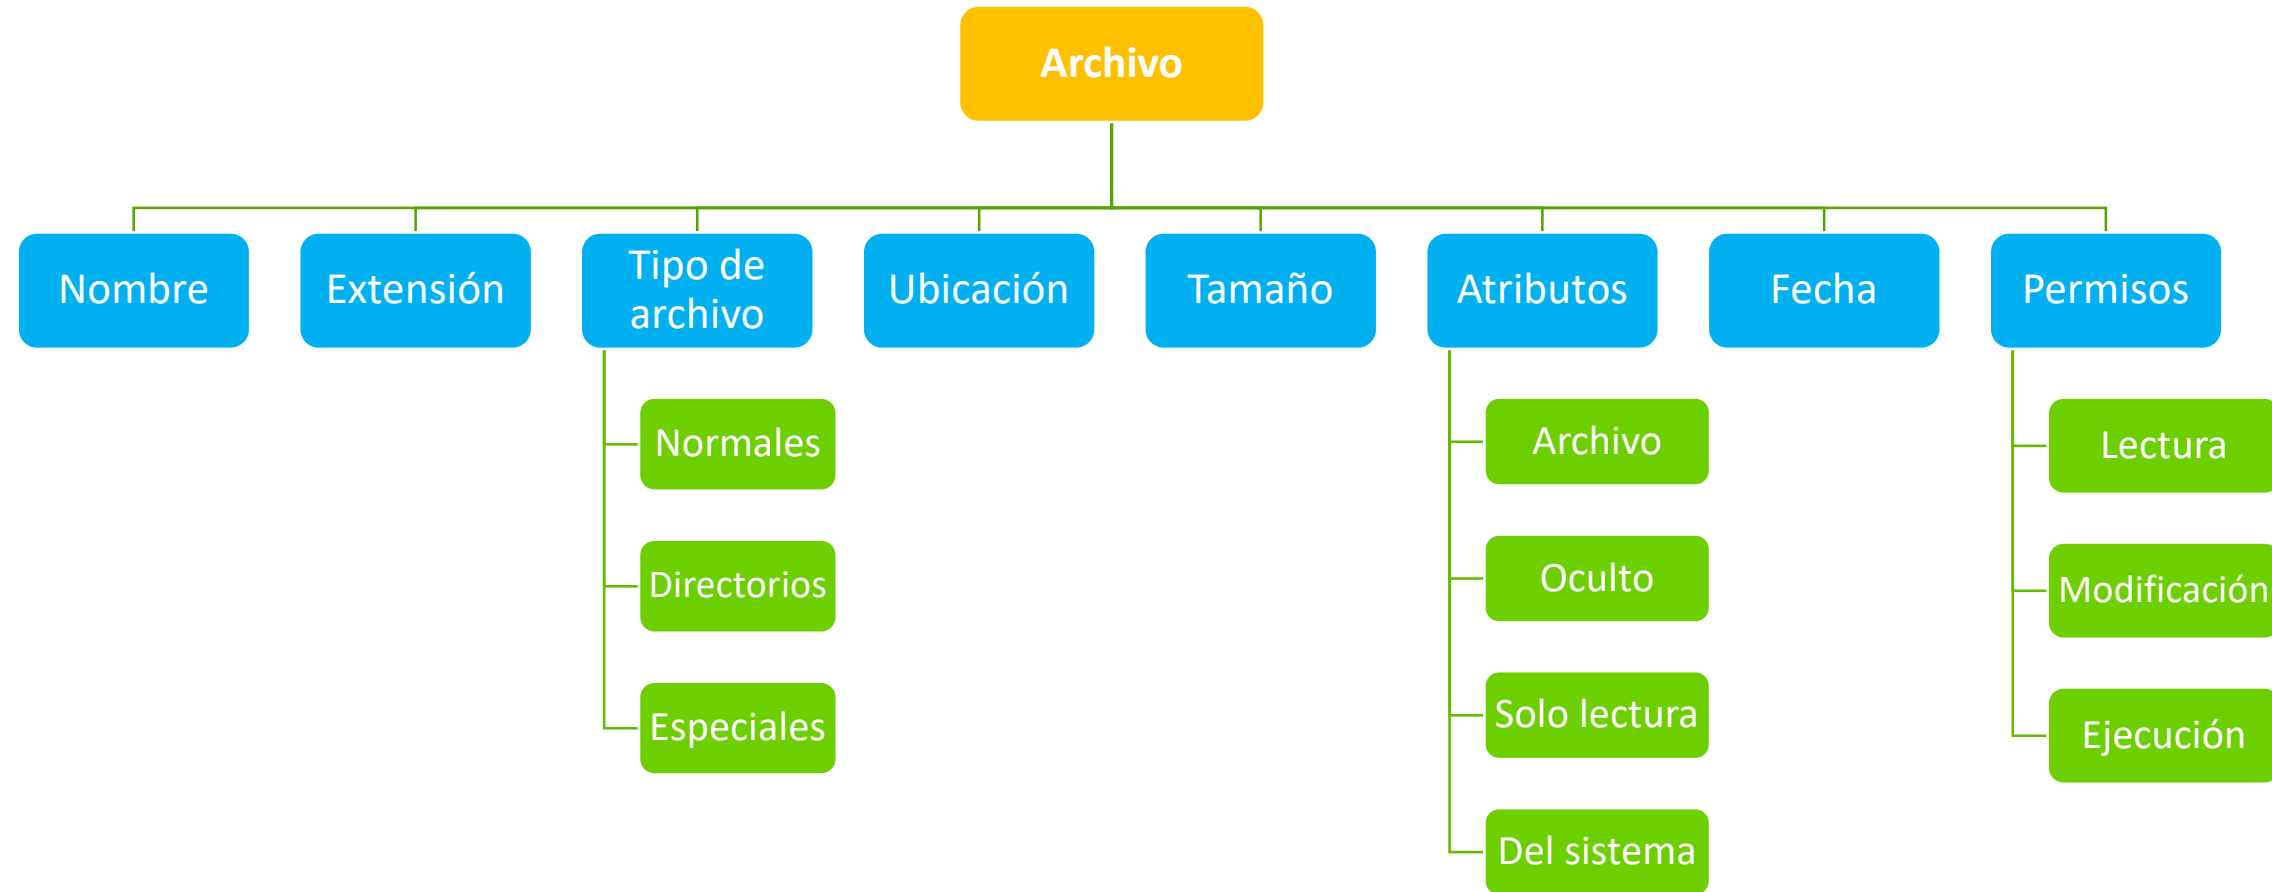 Archivo
Nombre
Extensión
Tipo de
archivo
Ubicación
Tamaño
Atributos
Fecha
Permisos
Normales
Directorios
Especiales
Archivo
Oculto
Solo lectura
Del sistema
Lectura
Modificación
Ejecución